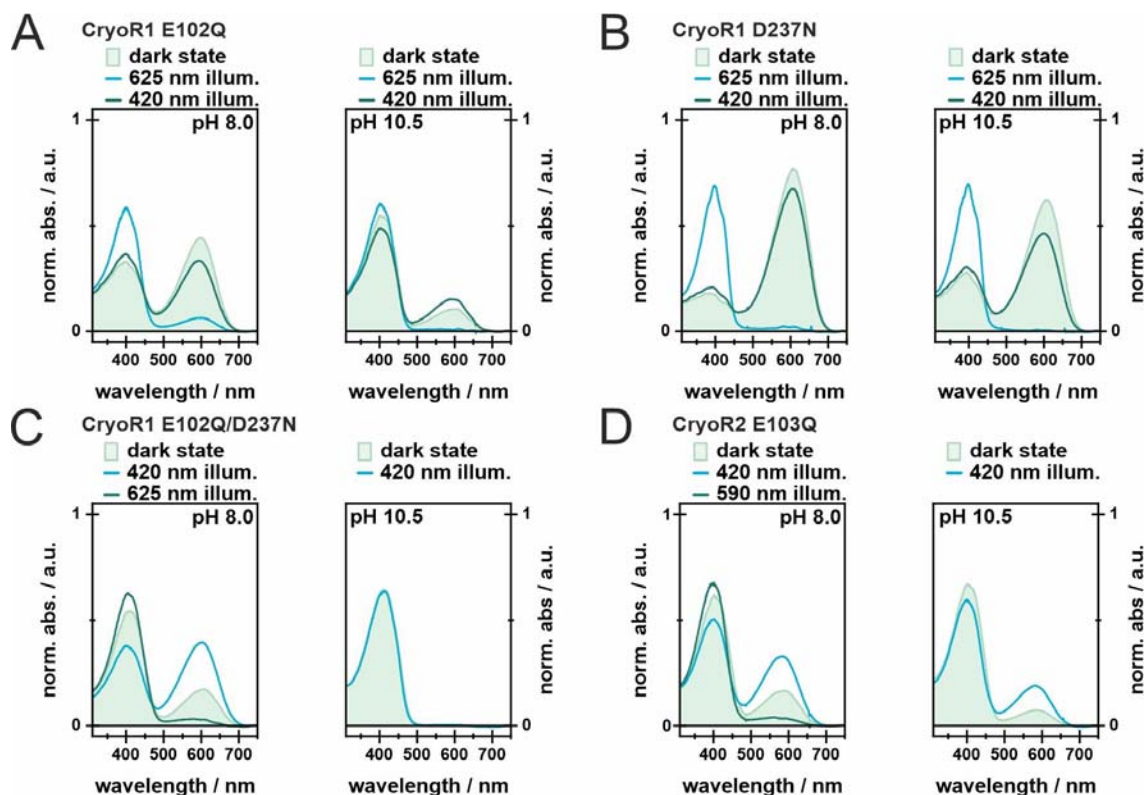 A
CryoR1 E102Q
dark state
625 nm illum.
420 nm illum.
dark state
625 nm illum.
420 nm illum.
norm. abs. / a.u.
1
0
pH 8.0
400 500 600 700
wavelength / nm
pH 10.5
1
0
norm. abs. / a.u.
400 500 600 700
wavelength / nm
B
CryoR1 D237N
dark state
625 nm illum.
420 nm illum.
dark state
625 nm illum.
420 nm illum.
norm. abs. / a.u.
1
0
pH 8.0
400 500 600 700
wavelength / nm
pH 10.5
1
0
norm. abs. / a.u.
400 500 600 700
wavelength / nm
C
CryoR1 E102Q/D237N
dark state
420 nm illum.
625 nm illum.
dark state
420 nm illum.
norm. abs. / a.u.
1
0
pH 8.0
400 500 600 700
wavelength / nm
pH 10.5
1
0
norm. abs. / a.u.
400 500 600 700
wavelength / nm
D
CryoR2 E103Q
dark state
420 nm illum.
590 nm illum.
dark state
420 nm illum.
norm. abs. / a.u.
1
0
pH 8.0
400 500 600 700
wavelength / nm
pH 10.5
1
0
norm. abs / a.u.
400 500 600 700
wavelength / nm